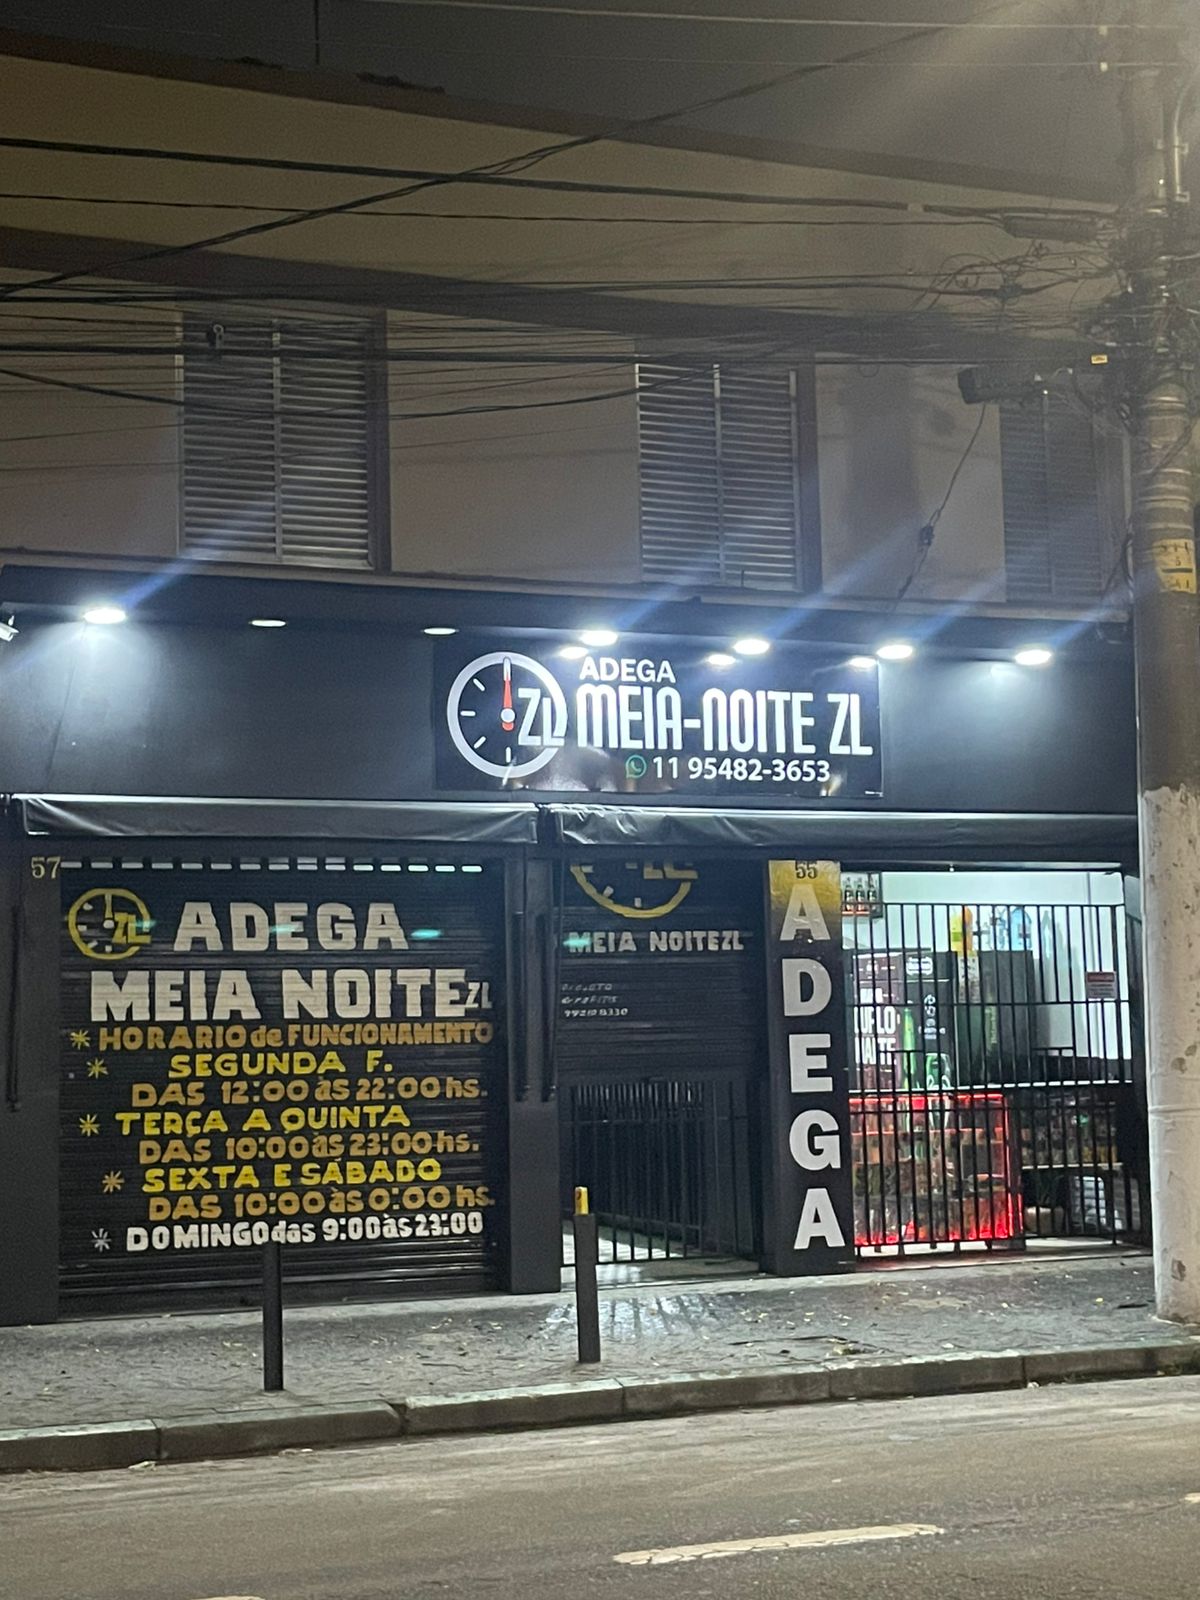 ADEGA
MEIA-NOITE ZL
11 95482-3653
ZL
57
ZL
ADEGA
MEIA NOITE ZL
HORARIO de FUNCIONAMENTO
SEGUNDA F.
DAS 12:00 às 22:00 hs.
TERÇA A QUINTA
DAS 10:00 às 23:00 hs.
SEXTA E SÁBADO
DAS 10:00 às 0:00 hs.
DOMINGO das 9:00 às 23:00
ZL
MEIA NOITE ZL
55
ADEGA